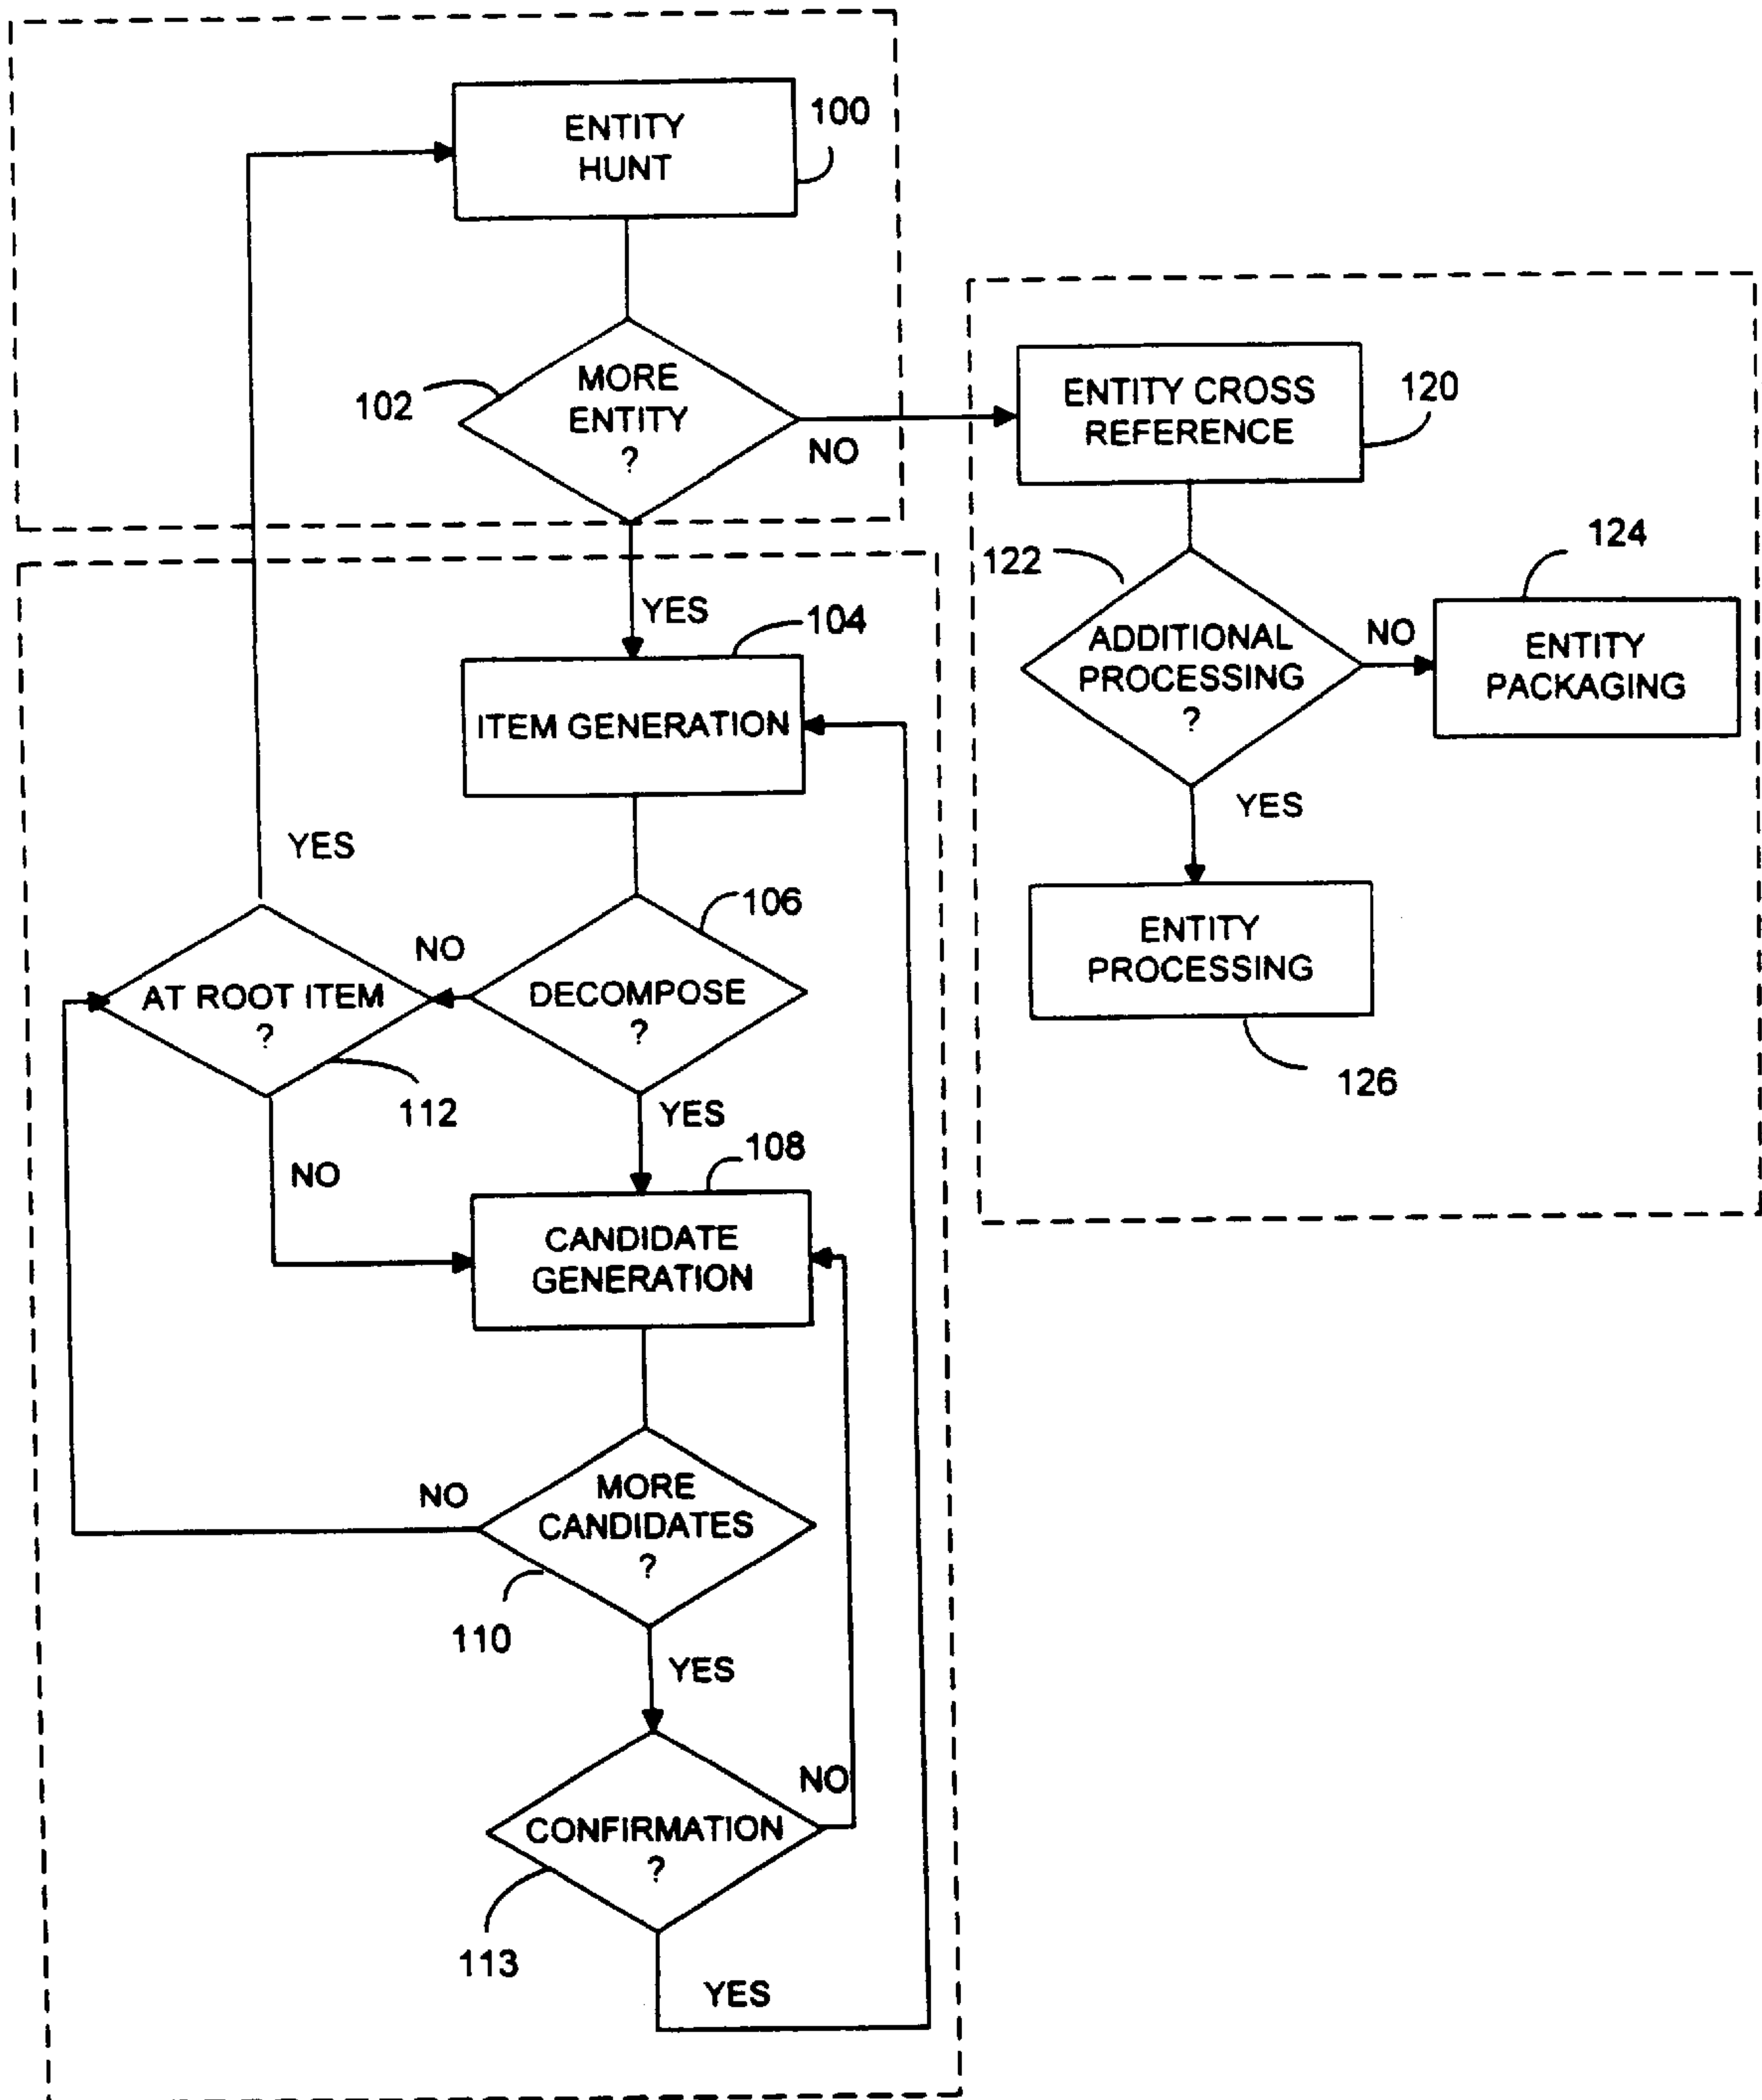 ENTITY
HUNT
100
MORE
ENTITY
?
102
NO
YES
ENTITY CROSS
REFERENCE
120
122
ADDITIONAL
PROCESSING
?
NO
124
ENTITY
PACKAGING
YES
ENTITY
PROCESSING
126
104
ITEM GENERATION
YES
106
NO
AT ROOT ITEM
?
DECOMPOSE
?
112
YES
NO
108
CANDIDATE
GENERATION
NO
MORE
CANDIDATES
?
110
YES
NO
CONFIRMATION
?
113
YES